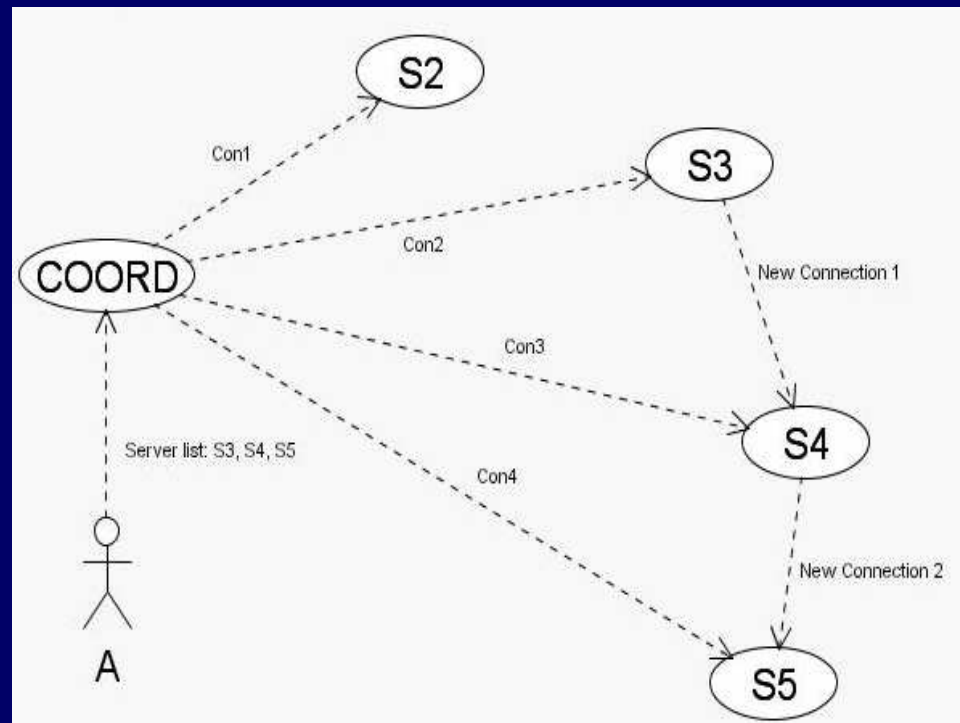 S2
Con1
S3
Con2
COORD
New Connection 1
Con3
S4
Server list: S3, S4, S5
Con4
New Connection 2
A
S5